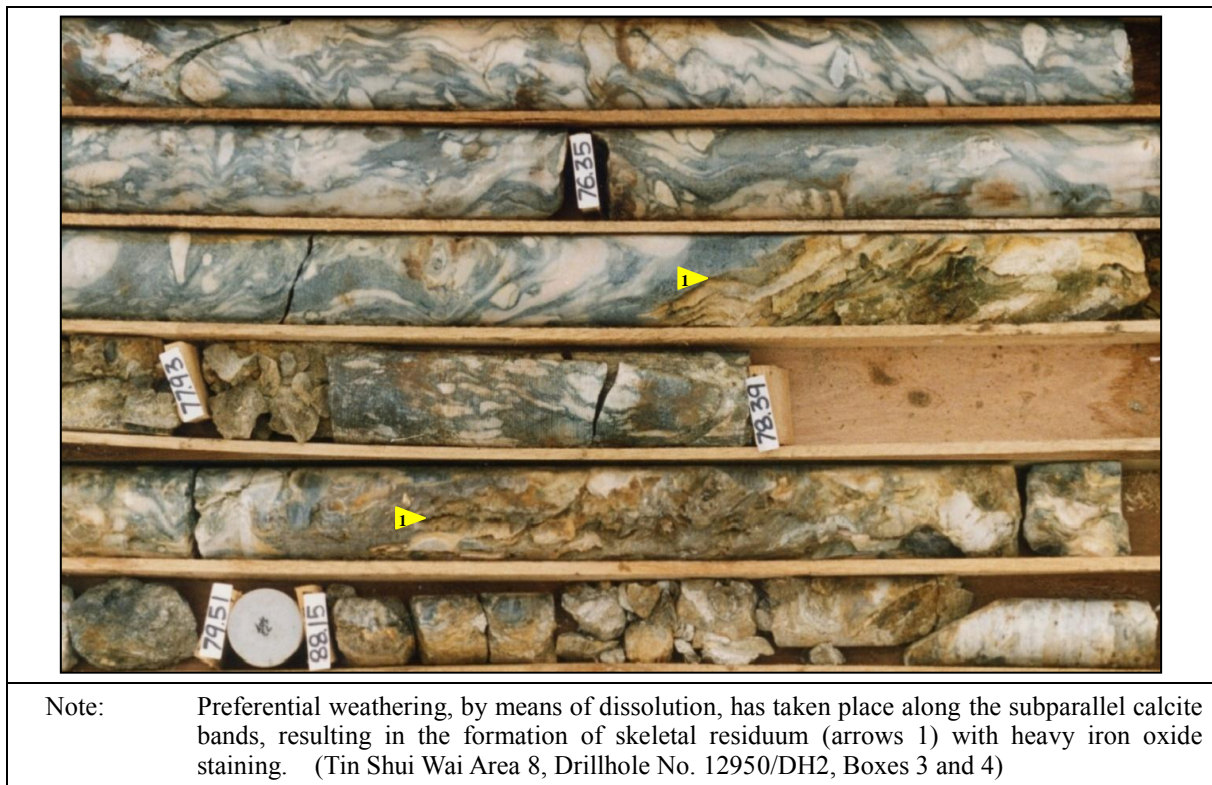 76.35
1
77.93
78.39
1
79.51
88.15
Note: Preferential weathering, by means of dissolution, has taken place along the subparallel calcite
bands, resulting in the formation of skeletal residuum (arrows 1) with heavy iron oxide
staining. (Tin Shui Wai Area 8, Drillhole No. 12950/DH2, Boxes 3 and 4)